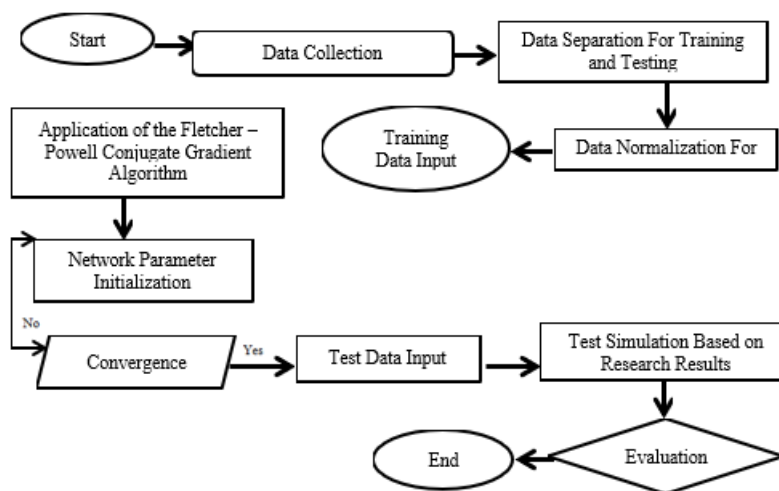 Start
Data Collection
Data Separation For Training
and Testing
Data Normalization For
Training
Data Input
Application of the Fletcher –
Powell Conjugate Gradient
Algorithm
Network Parameter
Initialization
No
Convergence
Yes
Test Data Input
Test Simulation Based on
Research Results
Evaluation
End